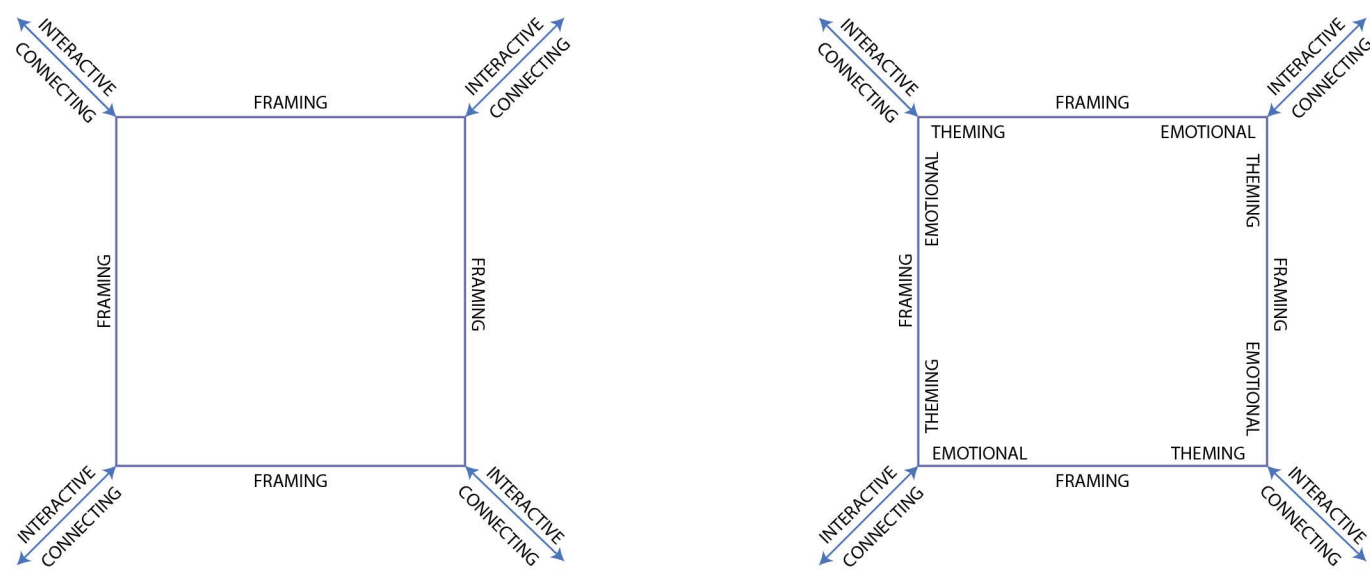 INTERACTIVE
CONNECTING
INTERACTIVE
CONNECTING
FRAMING
FRAMING
FRAMING
FRAMING
INTERACTIVE
CONNECTING
INTERACTIVE
CONNECTING
INTERACTIVE
CONNECTING
INTERACTIVE
CONNECTING
FRAMING
THEMING
EMOTIONAL
EMOTIONAL
THEMING
FRAMING
FRAMING
THEMING
EMOTIONAL
EMOTIONAL
THEMING
FRAMING
INTERACTIVE
CONNECTING
INTERACTIVE
CONNECTING